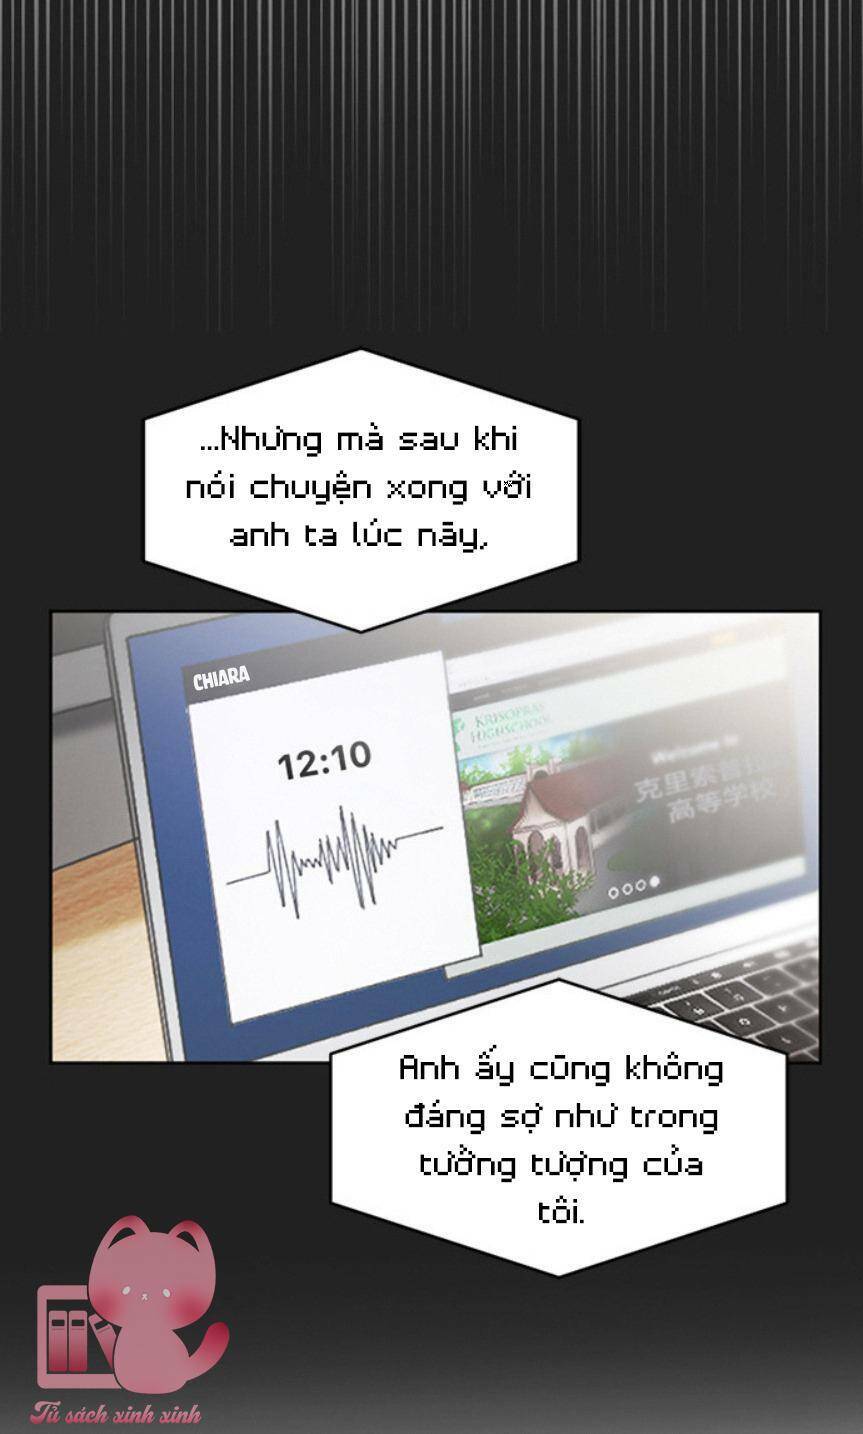 ...Nhưng mà sau khi
nói chuyện xong với
anh ta lúc nãy,
CHIARA
12:10
KRISOPRAS
HIGHSCHOOL
Welcome to
克里索普拉
高等学校
Anh ấy cũng không
đáng sợ như trong
tưởng tượng của
tôi.
Tủ sách xinh xinh